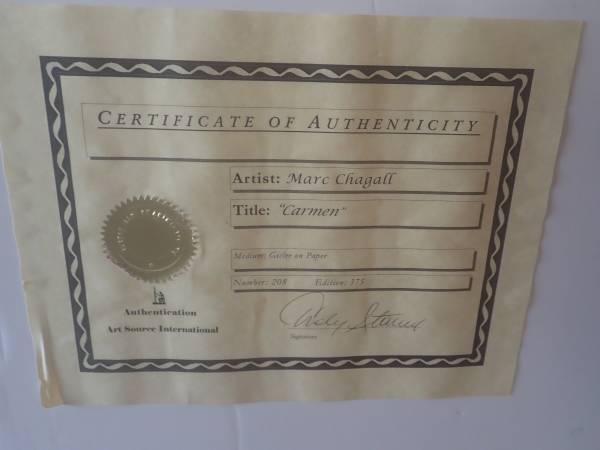 CERTIFICATE OF AUTHENTICITY
Artist: Marc Chagall
Title: "Carmen"
Medium: Giclee on Paper
Number: 208 Edition: 375
Authentication
Art Source International
Signature